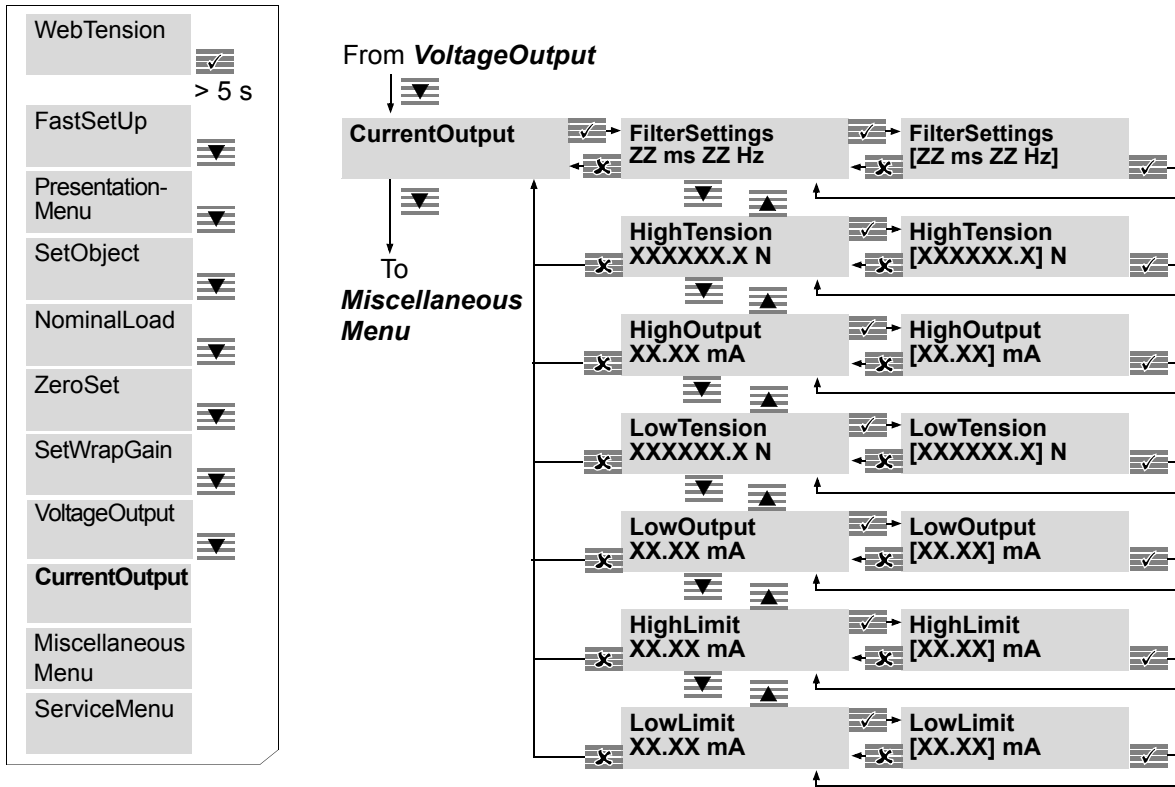 WebTension
> 5 s
FastSetUp
Presentation-
Menu
SetObject
NominalLoad
ZeroSet
SetWrapGain
VoltageOutput
CurrentOutput
Miscellaneous
Menu
ServiceMenu
From VoltageOutput
CurrentOutput
To
Miscellaneous
Menu
FilterSettings
ZZ ms ZZ Hz
FilterSettings
[ZZ ms ZZ Hz]
HighTension
XXXXXX.X N
HighTension
[XXXXXX.X] N
HighOutput
XX.XX mA
HighOutput
[XX.XX] mA
LowTension
XXXXXX.X N
LowTension
[XXXXXX.X] N
LowOutput
XX.XX mA
LowOutput
[XX.XX] mA
HighLimit
XX.XX mA
HighLimit
[XX.XX] mA
LowLimit
XX.XX mA
LowLimit
[XX.XX] mA